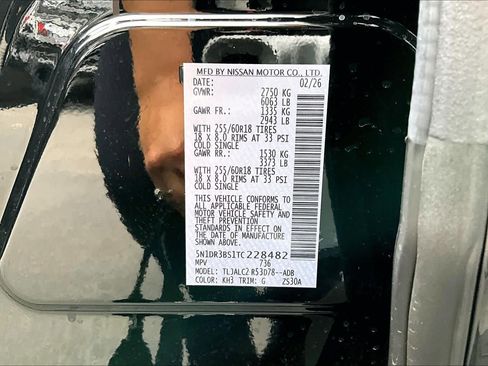 MFD BY NISSAN MOTOR CO., LTD.
DATE: 02/26
GVWR: 2750 KG
6063 LB
GAWR FR.: 1335 KG
2943 LB
WITH 255/60R18 TIRES
18 X 8.0 RIMS AT 33 PSI
COLD SINGLE
GAWR RR.: 1530 KG
3373 LB
WITH 255/60R18 TIRES
18 X 8.0 RIMS AT 33 PSI
COLD SINGLE
THIS VEHICLE CONFORMS TO
ALL APPLICABLE FEDERAL
MOTOR VEHICLE SAFETY AND
THEFT PREVENTION
STANDARDS IN EFFECT ON
THE DATE OF MANUFACTURE
SHOWN ABOVE.
5N1DR3BS1TC228482
MPV 736
MODEL: TLJALC2 R53D78--ADB
COLOR: KH3 TRIM: G ZS30A